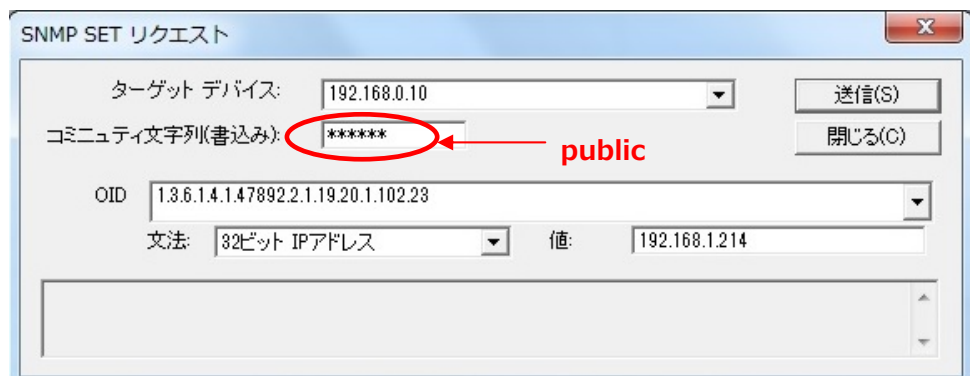 SNMP SET リクエスト
ターゲット デバイス: 192.168.0.10 送信(S)
コミニュティ文字列(書込み): ****** 閉じる(C)
public
OID 1.3.6.1.4.1.47892.2.1.19.20.1.102.23
文法: 32ビット IPアドレス 値: 192.168.1.214